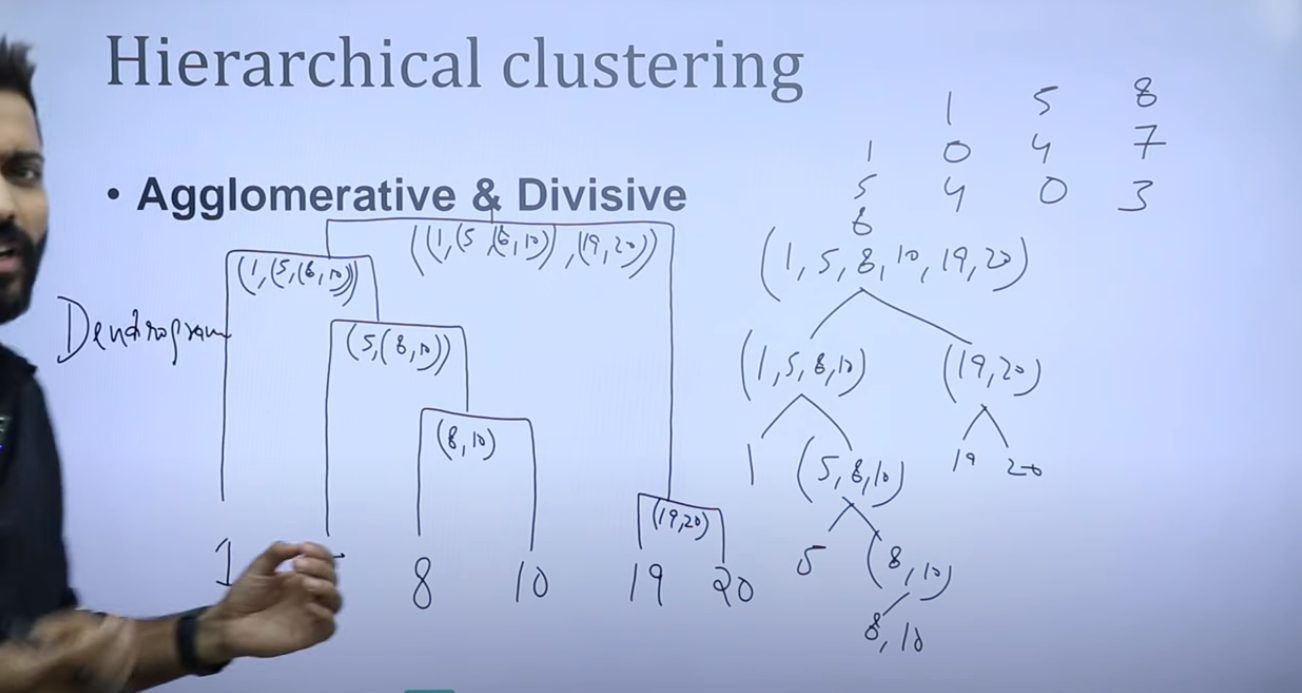 Hierarchical clustering
1 5 8
1 0 4 7
5 4 0 3
8
• Agglomerative & Divisive
((1,(5,(8,10)),(19,20))
(1,(5,(8,10))
Dendrogram
(5,(8,10))
(8,10)
(19,20)
1 8 10 19 20
(1,5,8,10,19,20)
(1,5,8,10) (19,20)
1 (5,8,10) 19 20
5 (8,10)
8,10